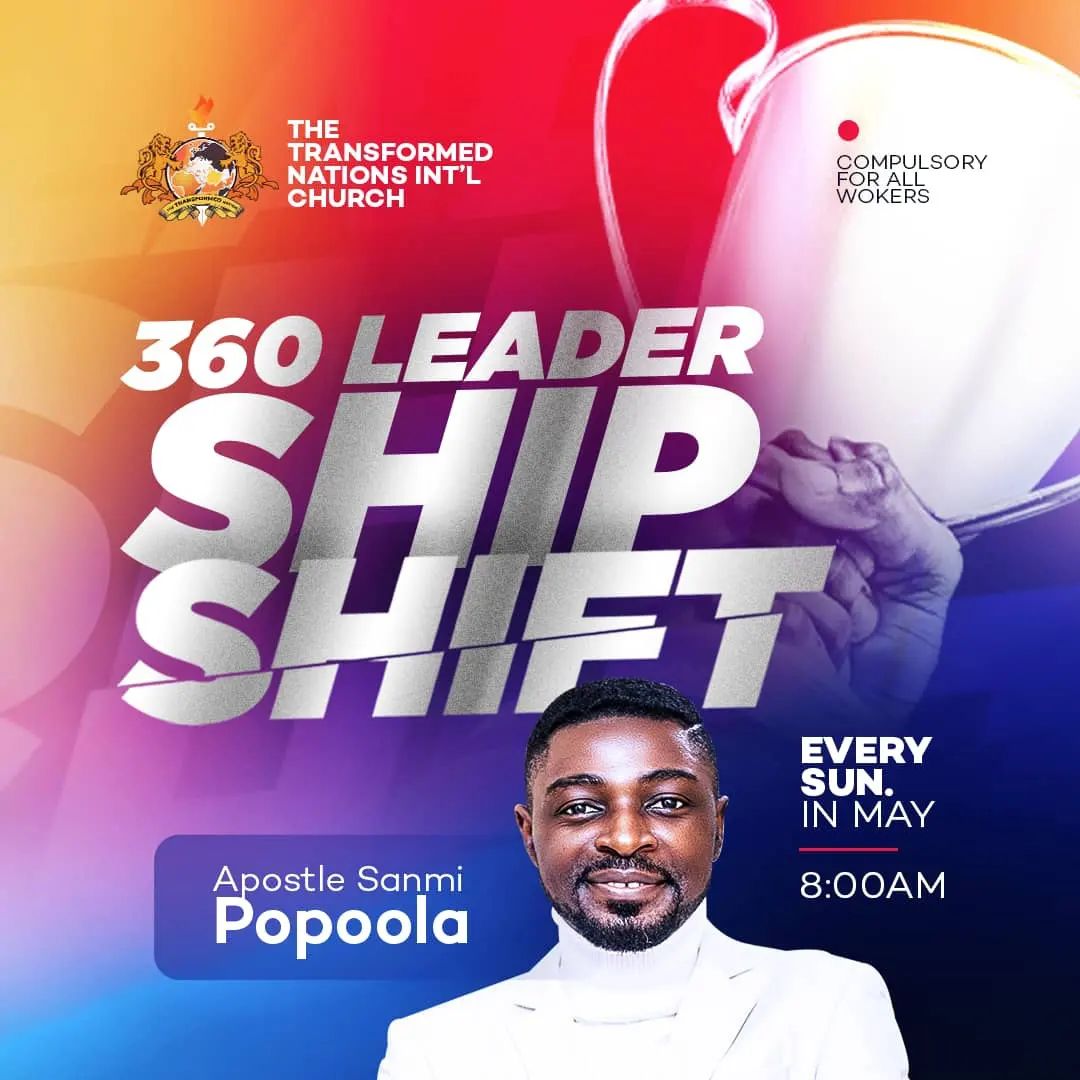 THE
TRANSFORMED
NATIONS INT'L
CHURCH
COMPULSORY
FOR ALL
WOKERS
360 LEADER
SHIP
SHIFT
EVERY
SUN.
IN MAY
8:00AM
Apostle Sanmi
Popoola